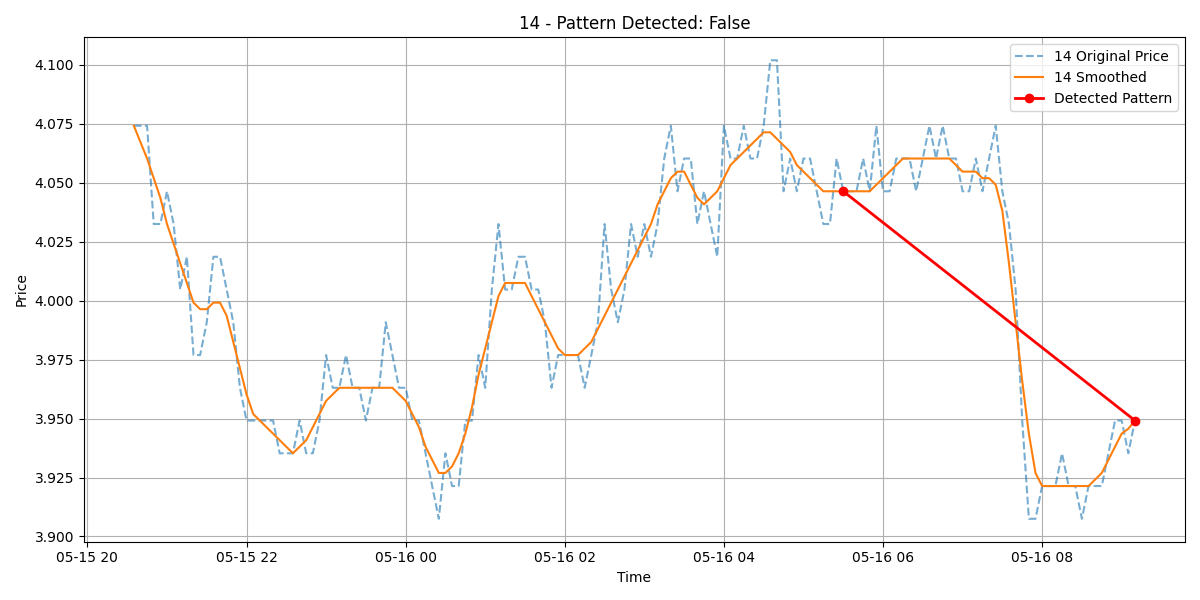 14 - Pattern Detected: False
14 Original Price
14 Smoothed
Detected Pattern
Price
4.100
4.075
4.050
4.025
4.000
3.975
3.950
3.925
3.900
05-15 20 05-15 22 05-16 00 05-16 02 05-16 04 05-16 06 05-16 08
Time